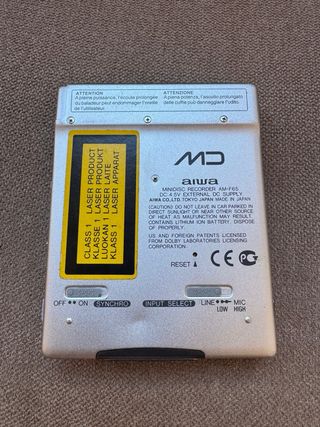 ATTENTION
A pleine puissance, l'écoute prolongée
du baladeur peut endommager l'oreille
de l'utilisateur.
ATTENZIONE
A piena potenza, l'ascolto prolungato
delle cuffie può danneggiare l'udito.
CLASS 1 LASER PRODUCT
KLASSE 1 LASER PRODUKT
LUOKAN 1 LASER LAITE
KLASS 1 LASER APPARAT
MD
aiwa
MINIDISC RECORDER AM-F65
DC:4.5V EXTERNAL DC SUPPLY
AIWA CO.,LTD. TOKYO JAPAN MADE IN JAPAN
(CAUTION) DO NOT LEAVE IN CAR PARKED IN
DIRECT SUNLIGHT OR NEAR OTHER SOURCE
OF HEAT AS MALFUNCTION MAY RESULT.
CONTAINS LITHIUM ION BATTERY. DISPOSE
OF PROPERLY.
US AND FOREIGN PATENTS LICENSED
FROM DOLBY LABORATORIES LICENSING
CORPORATION.
RESET
CE
OFF ON SYNCHRO INPUT SELECT LINE MIC
LOW HIGH